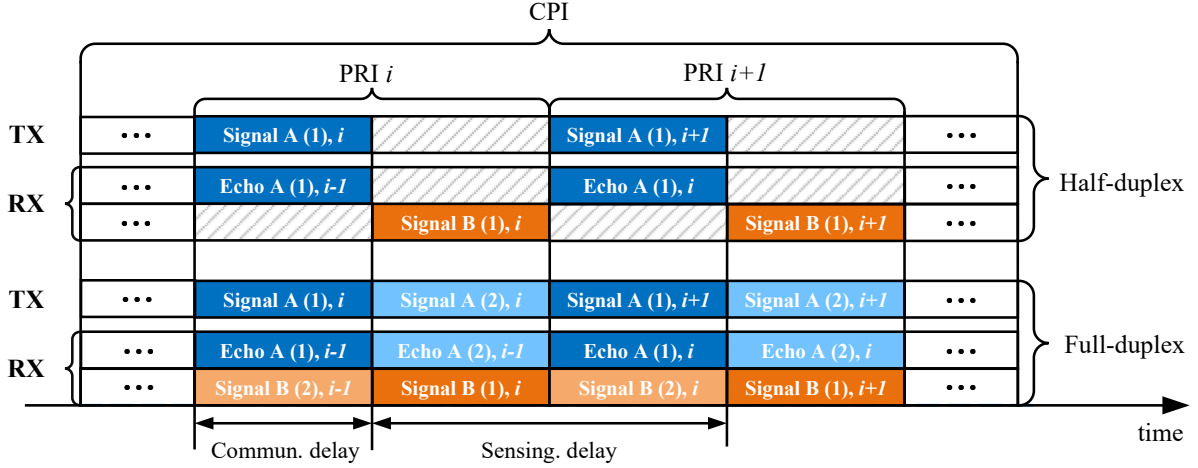 CPI
PRI i PRI i+1
TX ••• Signal A (1), i Signal A (1), i+1 •••
RX ••• Echo A (1), i-1 Echo A (1), i •••
••• Signal B (1), i Signal B (1), i+1 •••
Half-duplex
TX ••• Signal A (1), i Signal A (2), i Signal A (1), i+1 Signal A (2), i+1 •••
RX ••• Echo A (1), i-1 Echo A (2), i-1 Echo A (1), i Echo A (2), i •••
••• Signal B (2), i-1 Signal B (1), i Signal B (2), i Signal B (1), i+1 •••
Full-duplex
time
Commun. delay Sensing. delay